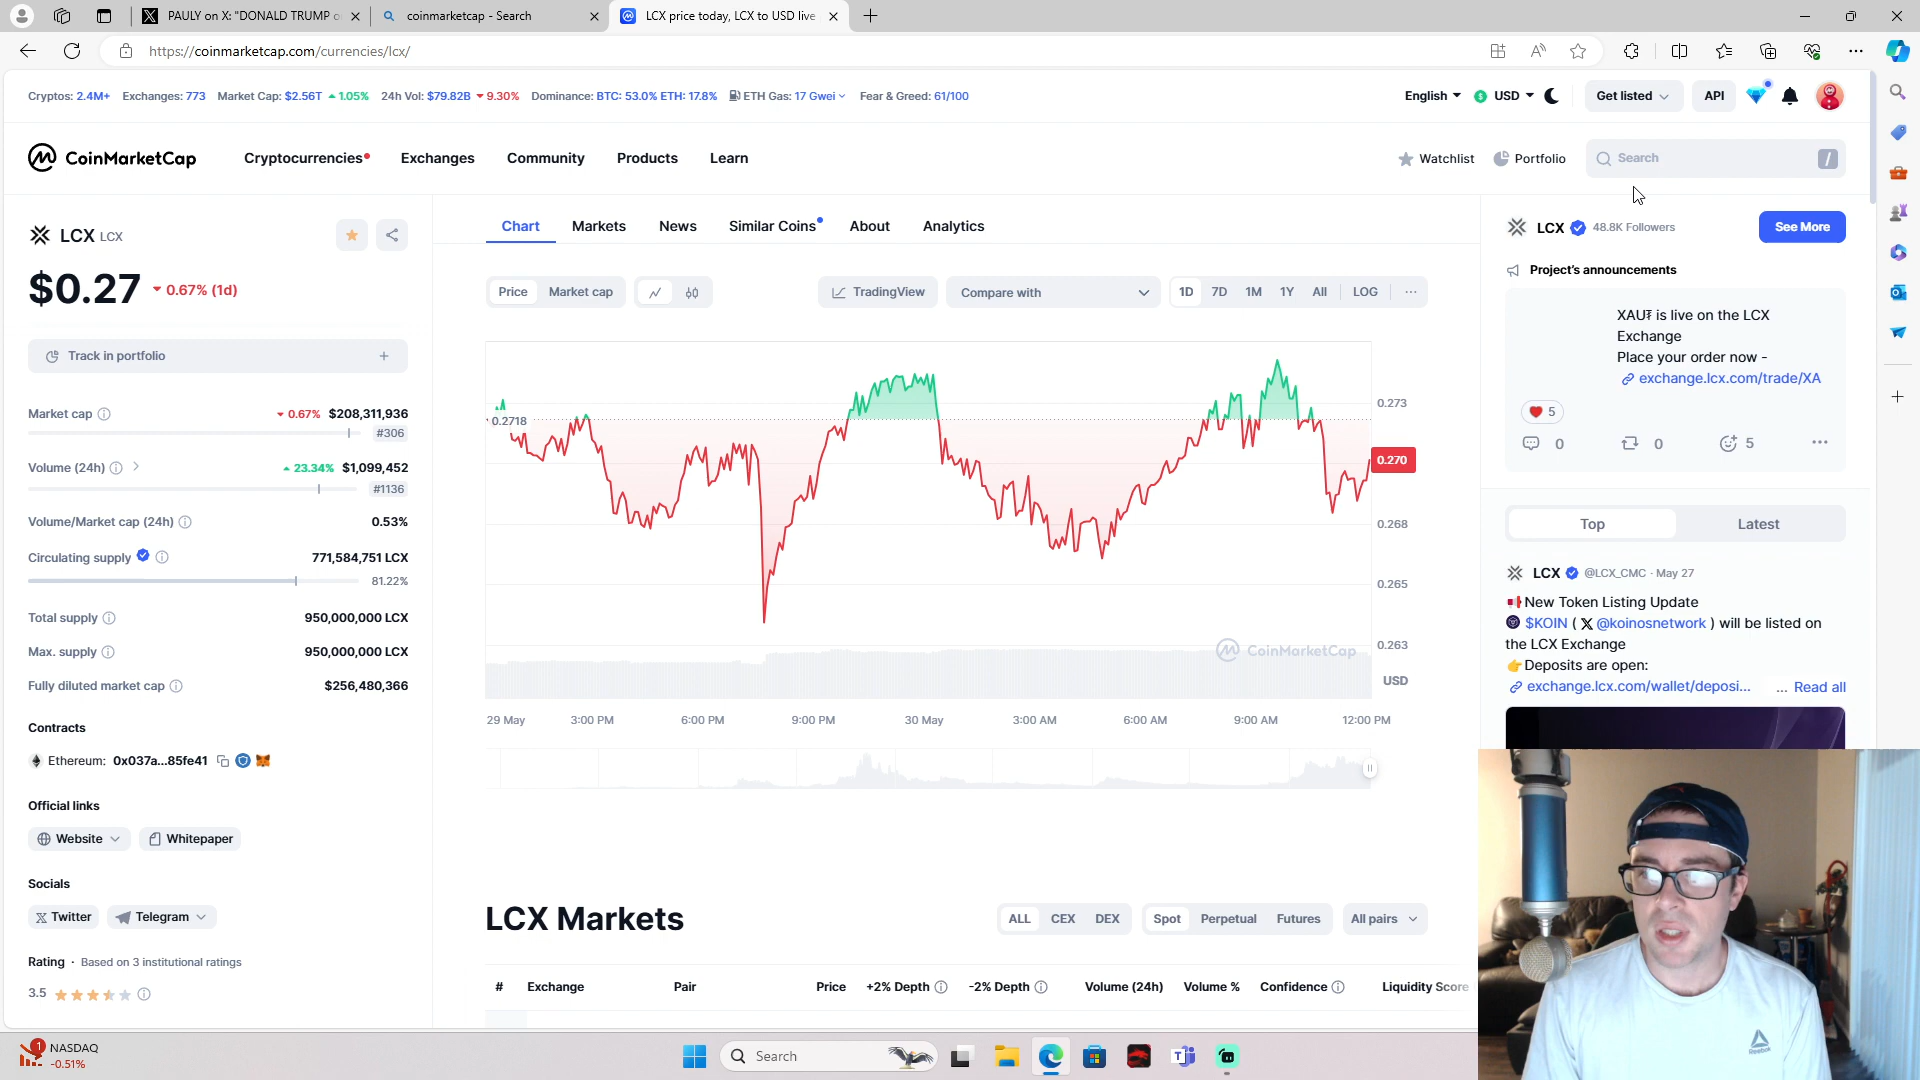 PAULY on X: "DONALD TRUMP o
coinmarketcap - Search
LCX price today, LCX to USD live
https://coinmarketcap.com/currencies/lcx/
Cryptos: 2.4M+ Exchanges: 773 Market Cap: $2.56T 1.05% 24h Vol: $79.82B 9.30% Dominance: BTC: 53.0% ETH: 17.8% ETH Gas: 17 Gwei Fear & Greed: 61/100
English USD Get listed API
CoinMarketCap Cryptocurrencies Exchanges Community Products Learn
Watchlist Portfolio Search /
LCX LCX
$0.27 0.67% (1d)
Track in portfolio +
Market cap 0.67% $208,311,936
#306
Volume (24h) 23.34% $1,099,452
#1136
Volume/Market cap (24h) 0.53%
Circulating supply 771,584,751 LCX
81.22%
Total supply 950,000,000 LCX
Max. supply 950,000,000 LCX
Fully diluted market cap $256,480,366
Contracts
Ethereum: 0x037a...85fe41
Official links
Website Whitepaper
Socials
Twitter Telegram
Rating · Based on 3 institutional ratings
3.5
Chart Markets News Similar Coins About Analytics
Price Market cap TradingView Compare with 1D 7D 1M 1Y All LOG ...
0.2718
0.273
0.270
0.268
0.265
0.263
CoinMarketCap
USD
29 May 3:00 PM 6:00 PM 9:00 PM 30 May 3:00 AM 6:00 AM 9:00 AM 12:00 PM
LCX Markets
ALL CEX DEX Spot Perpetual Futures All pairs
# Exchange Pair Price +2% Depth -2% Depth Volume (24h) Volume % Confidence Liquidity Score
LCX 48.8K Followers See More
Project's announcements
XAU₮ is live on the LCX
Exchange
Place your order now -
exchange.lcx.com/trade/XA
5
0 0 5
Top Latest
LCX @LCX_CMC · May 27
New Token Listing Update
$KOIN ( X @koinosnetwork ) will be listed on
the LCX Exchange
Deposits are open:
exchange.lcx.com/wallet/deposi... ... Read all
Reebok
1 NASDAQ
-0.51%
Search